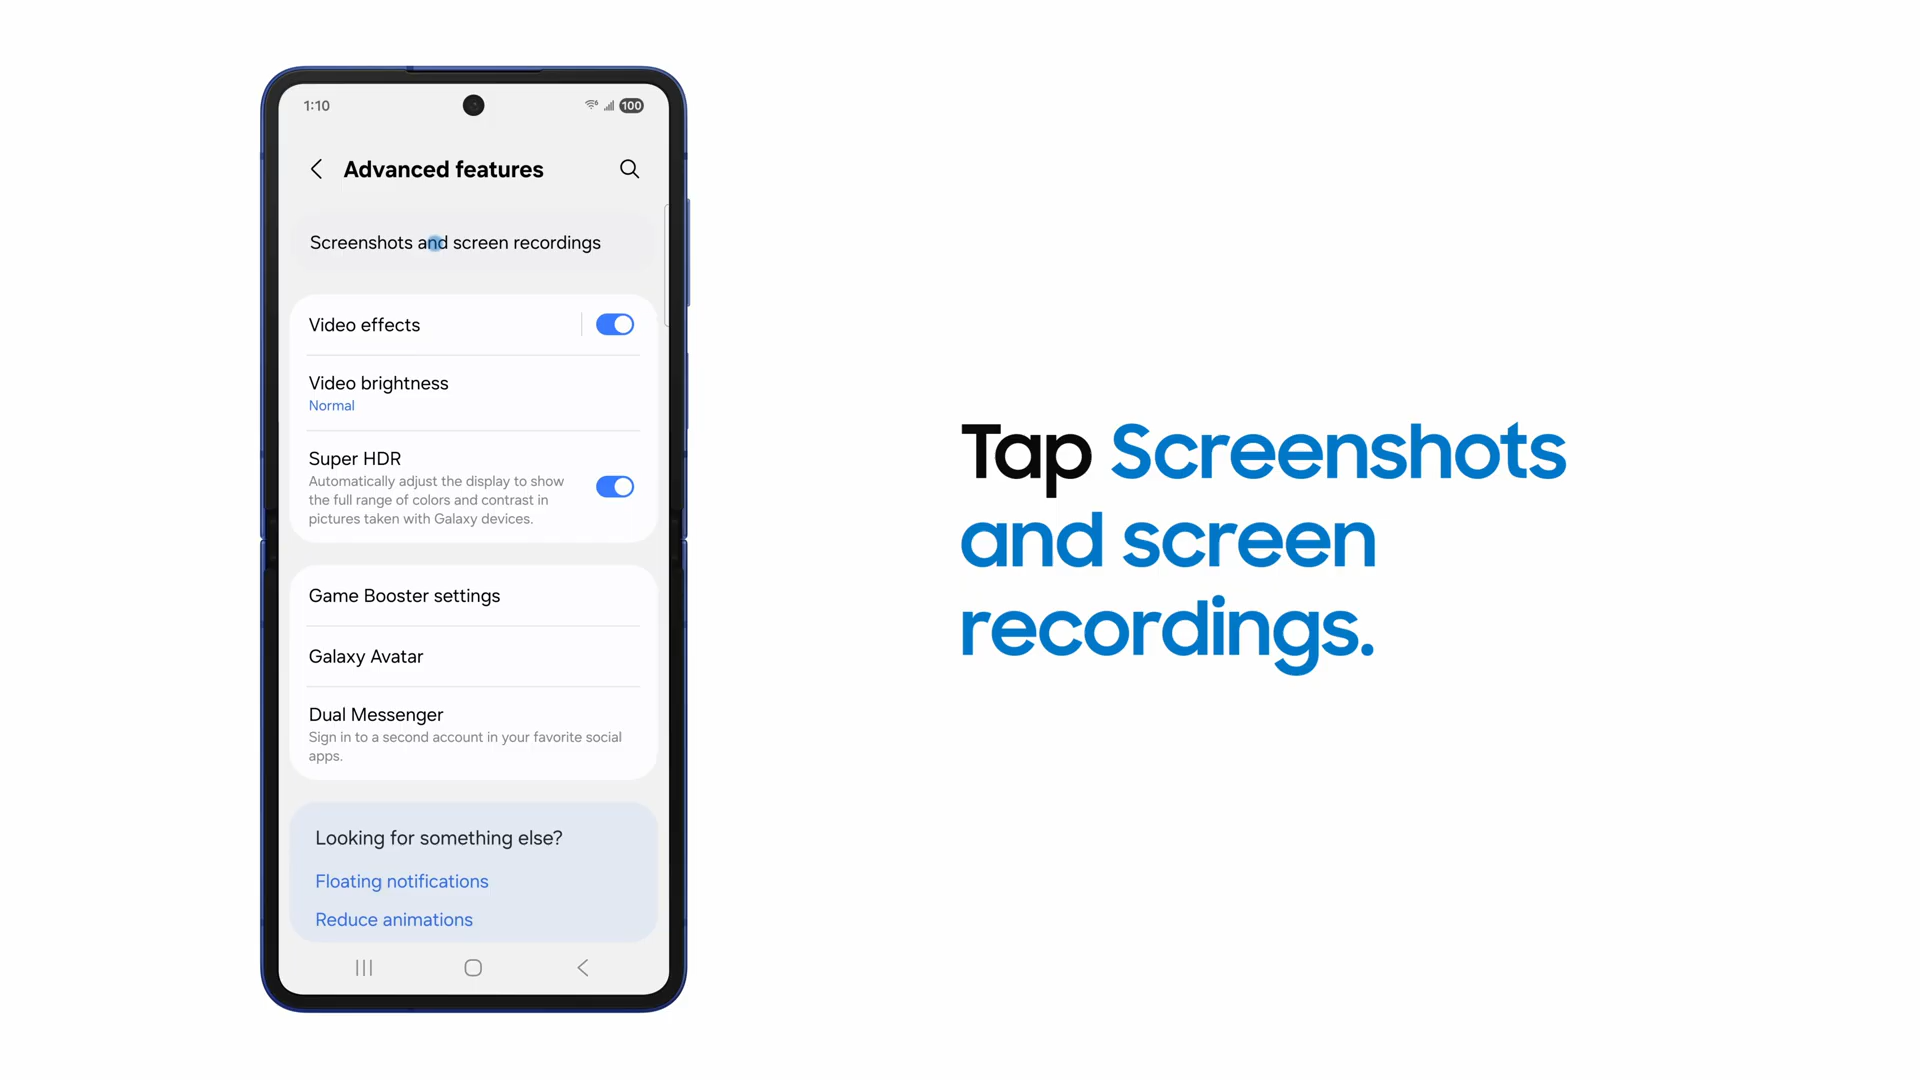 1:10
100
Advanced features
Screenshots and screen recordings
Video effects
Video brightness
Normal
Super HDR
Automatically adjust the display to show
the full range of colors and contrast in
pictures taken with Galaxy devices.
Game Booster settings
Galaxy Avatar
Dual Messenger
Sign in to a second account in your favorite social
apps.
Looking for something else?
Floating notifications
Reduce animations
Tap Screenshots
and screen
recordings.